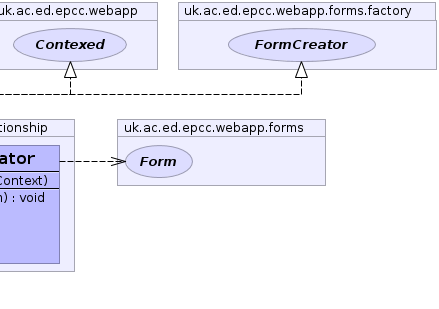 uk.ac.ed.epcc.webapp
uk.ac.ed.epcc.webapp.forms.factory
Contexed
FormCreator
tionship
uk.ac.ed.epcc.webapp.forms
ator
Form
Context)
) : void